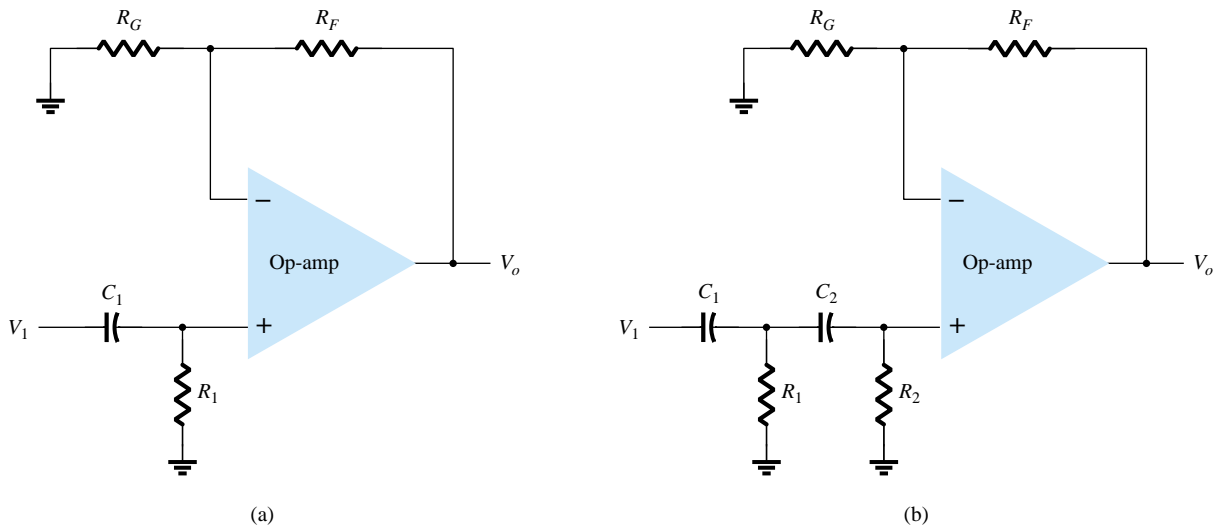 R_G R_F
−
Op-amp
V_o
C_1
V_1
+
R_1
(a)
R_G R_F
−
Op-amp
V_o
C_1 C_2
V_1
+
R_1 R_2
(b)